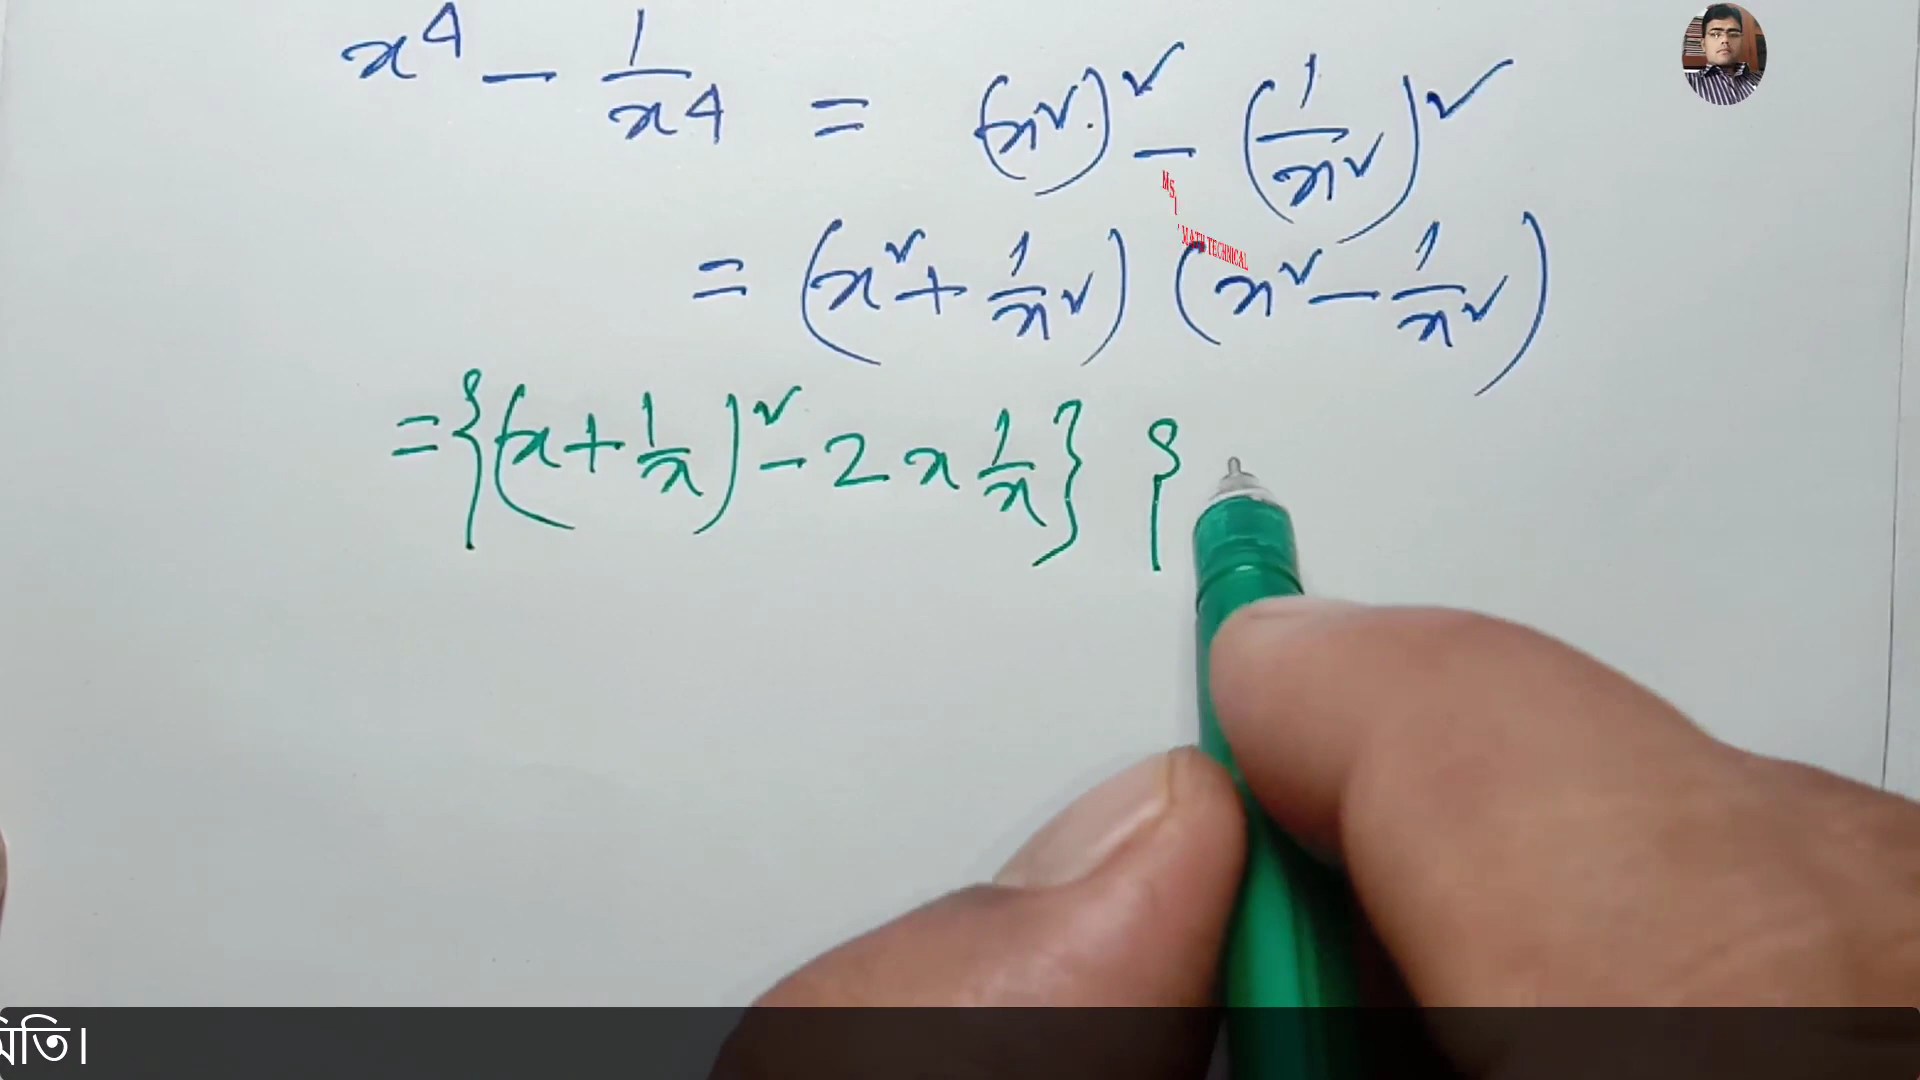 x⁴ − 1/x⁴ = (x²)² − (1/x²)²
= (x² + 1/x²) (x² − 1/x²)
= {(x + 1/x)² − 2 x 1/x} {
MATH TECHNICAL